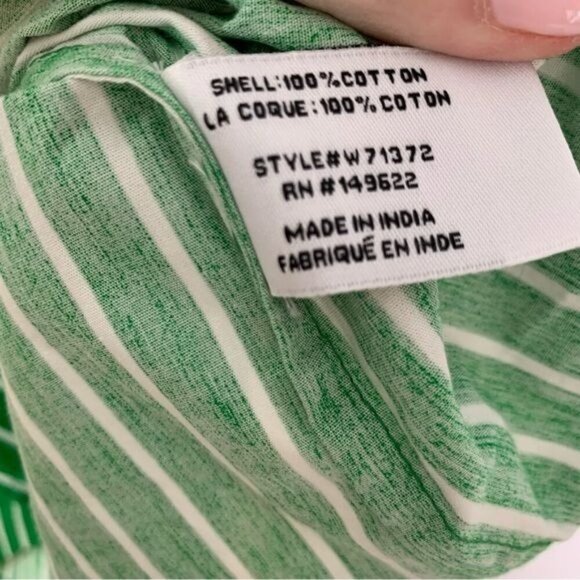 SHELL:100%COTTON
LA COQUE:100% COTON
STYLE#W71372
RN #149622
MADE IN INDIA
FABRIQUÉ EN INDE